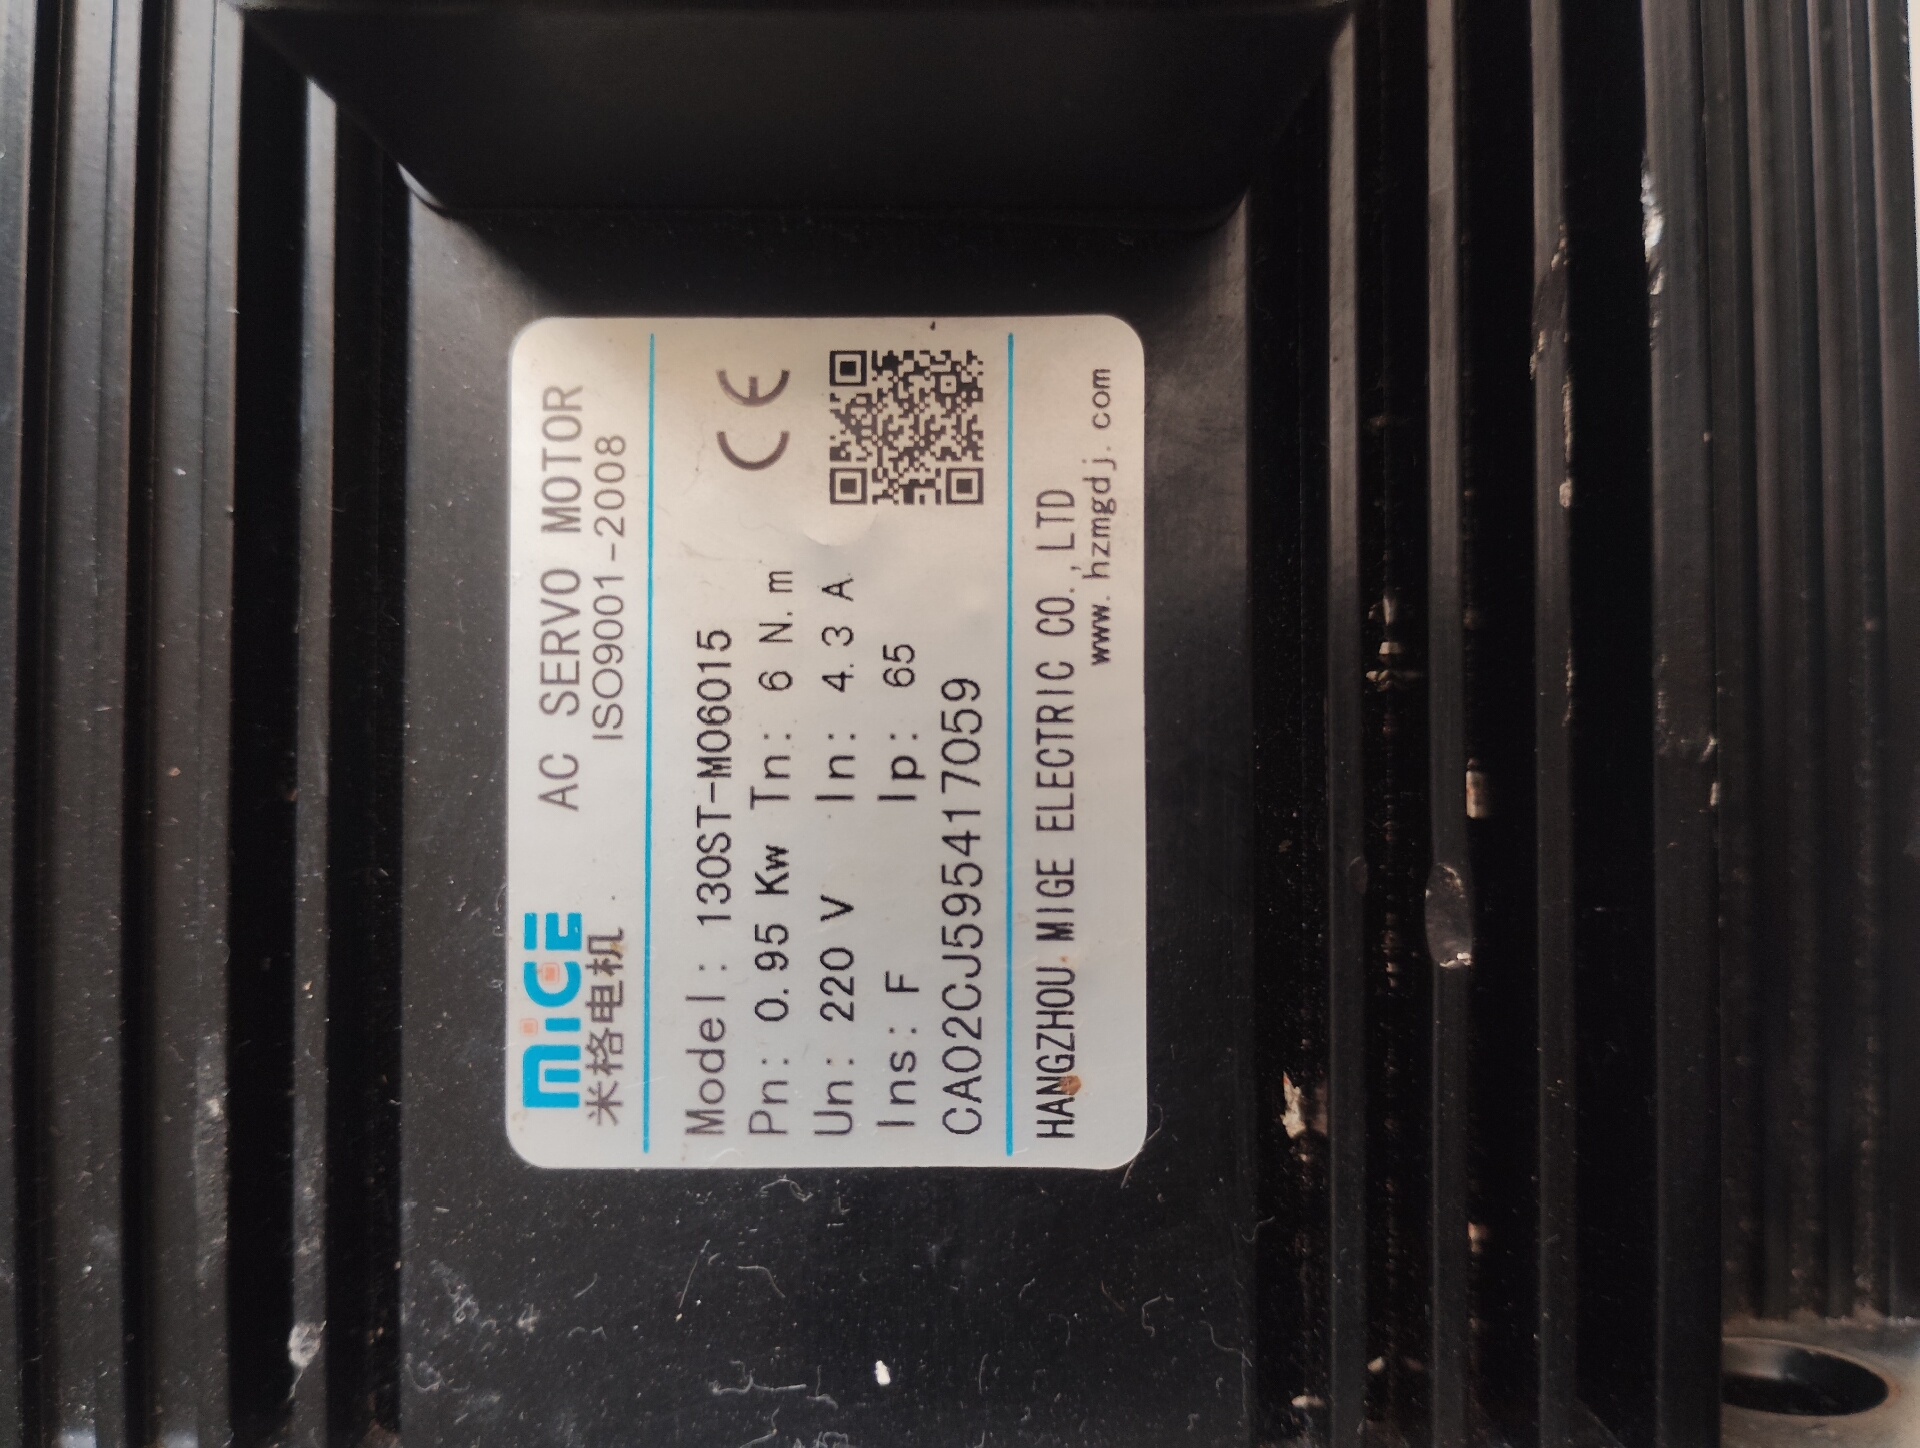 MIGE
米格电机
AC SERVO MOTOR
ISO9001-2008
Model: 130ST-M06015
Pn: 0.95 Kw Tn: 6 N.m
Un: 220 V In: 4.3 A
Ins: F Ip: 65
CA02CJ595417059
HANGZHOU MIGE ELECTRIC CO.,LTD
www.hzmgdj.com